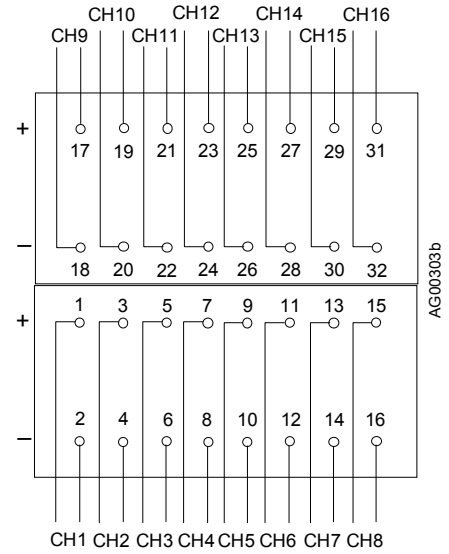 CH10 CH12 CH14 CH16
CH9 CH11 CH13 CH15
+
17 19 21 23 25 27 29 31
–
18 20 22 24 26 28 30 32
AG00303b
1 3 5 7 9 11 13 15
+
2 4 6 8 10 12 14 16
–
CH1 CH2 CH3 CH4 CH5 CH6 CH7 CH8